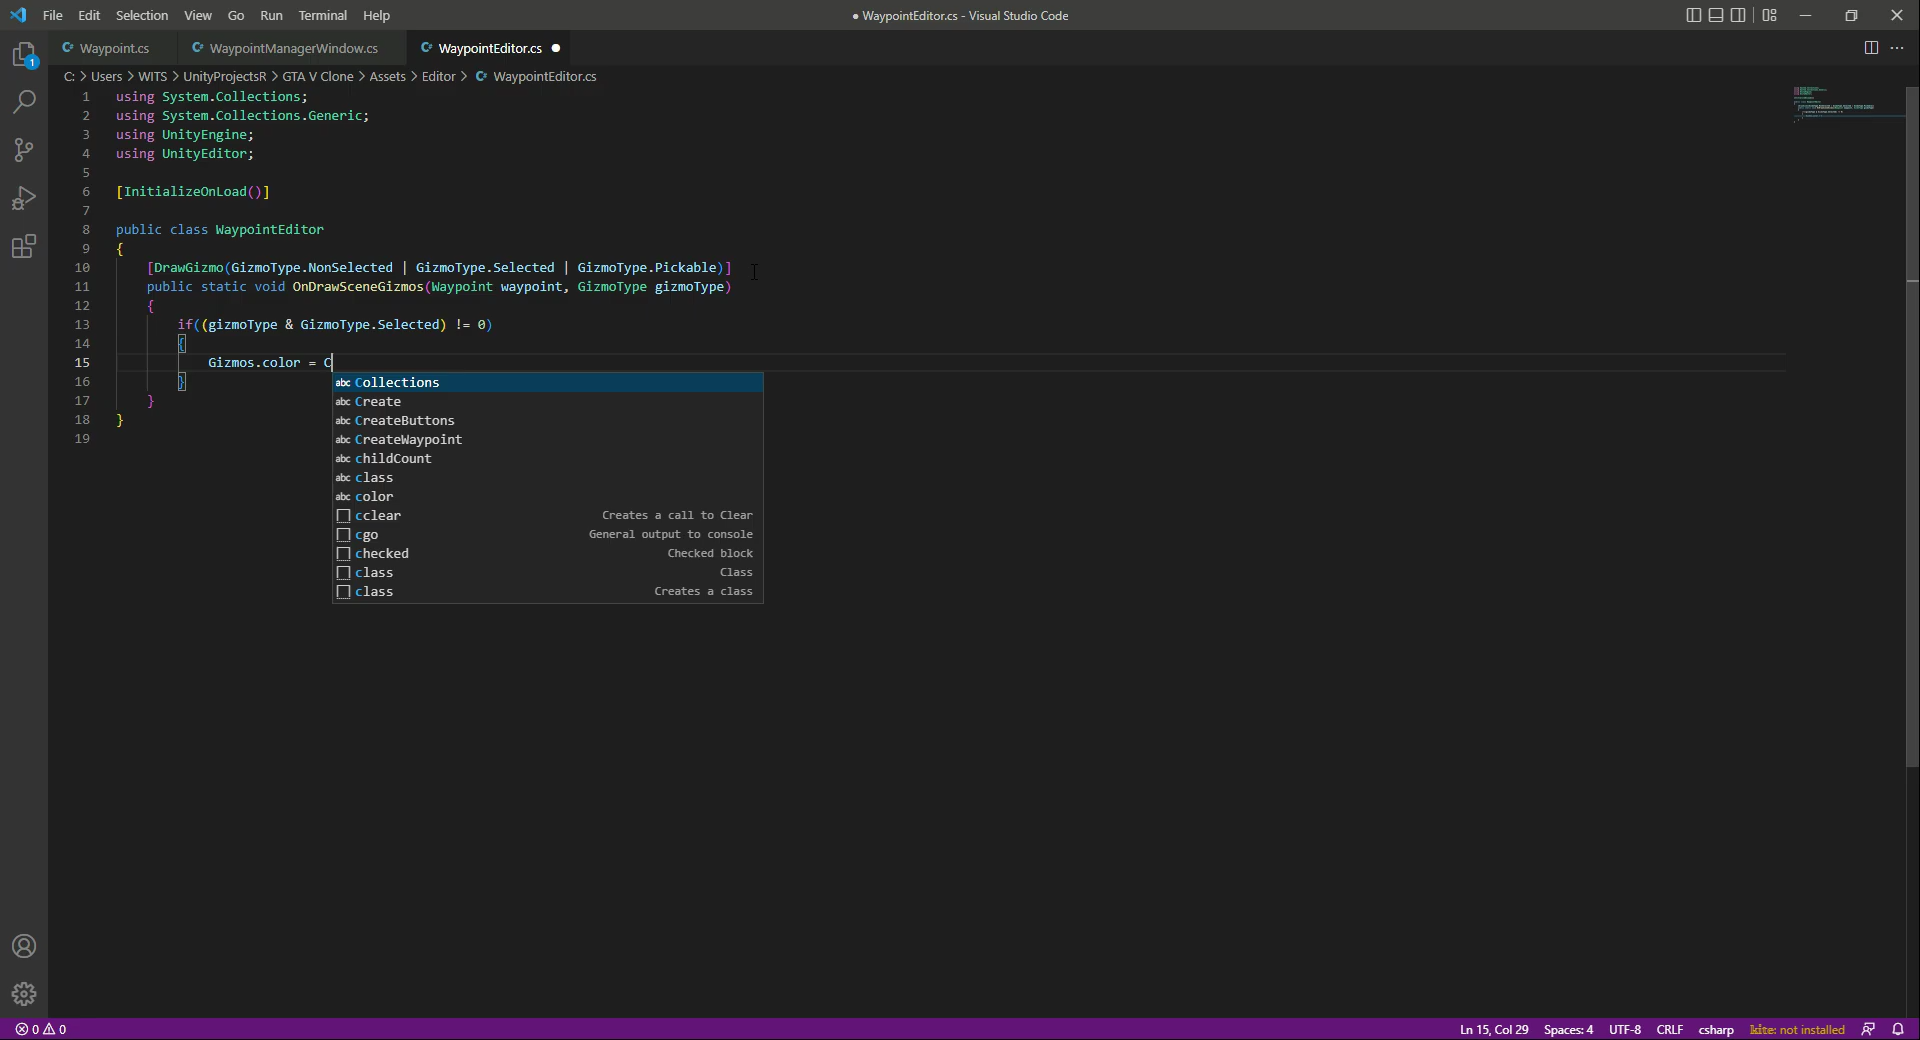 File Edit Selection View Go Run Terminal Help
● WaypointEditor.cs - Visual Studio Code
Waypoint.cs WaypointManagerWindow.cs WaypointEditor.cs
C: > Users > WITS > UnityProjectsR > GTA V Clone > Assets > Editor > WaypointEditor.cs
1 using System.Collections;
2 using System.Collections.Generic;
3 using UnityEngine;
4 using UnityEditor;
5
6 [InitializeOnLoad()]
7
8 public class WaypointEditor
9 {
10 [DrawGizmo(GizmoType.NonSelected | GizmoType.Selected | GizmoType.Pickable)]
11 public static void OnDrawSceneGizmos(Waypoint waypoint, GizmoType gizmoType)
12 {
13 if((gizmoType & GizmoType.Selected) != 0)
14 {
15 Gizmos.color = C
16 }
17 }
18 }
19
abc Collections
abc Create
abc CreateButtons
abc CreateWaypoint
abc childCount
abc class
abc color
cclear Creates a call to Clear
cgo General output to console
checked Checked block
class Class
class Creates a class
1
0 0
Ln 15, Col 29 Spaces: 4 UTF-8 CRLF csharp kite: not installed